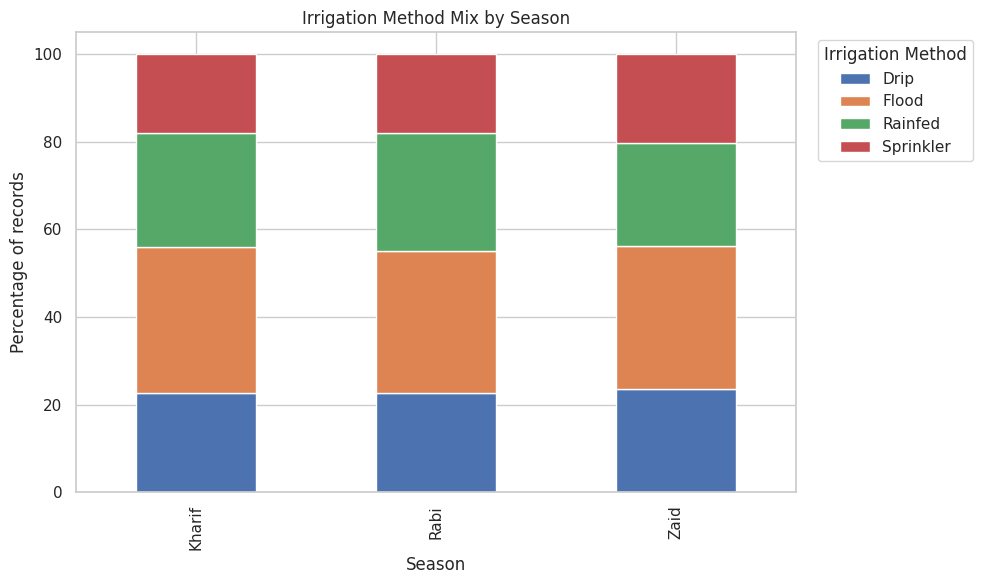 Irrigation Method Mix by Season
Percentage of records
100
80
60
40
20
0
Kharif
Rabi
Zaid
Season
Irrigation Method
Drip
Flood
Rainfed
Sprinkler